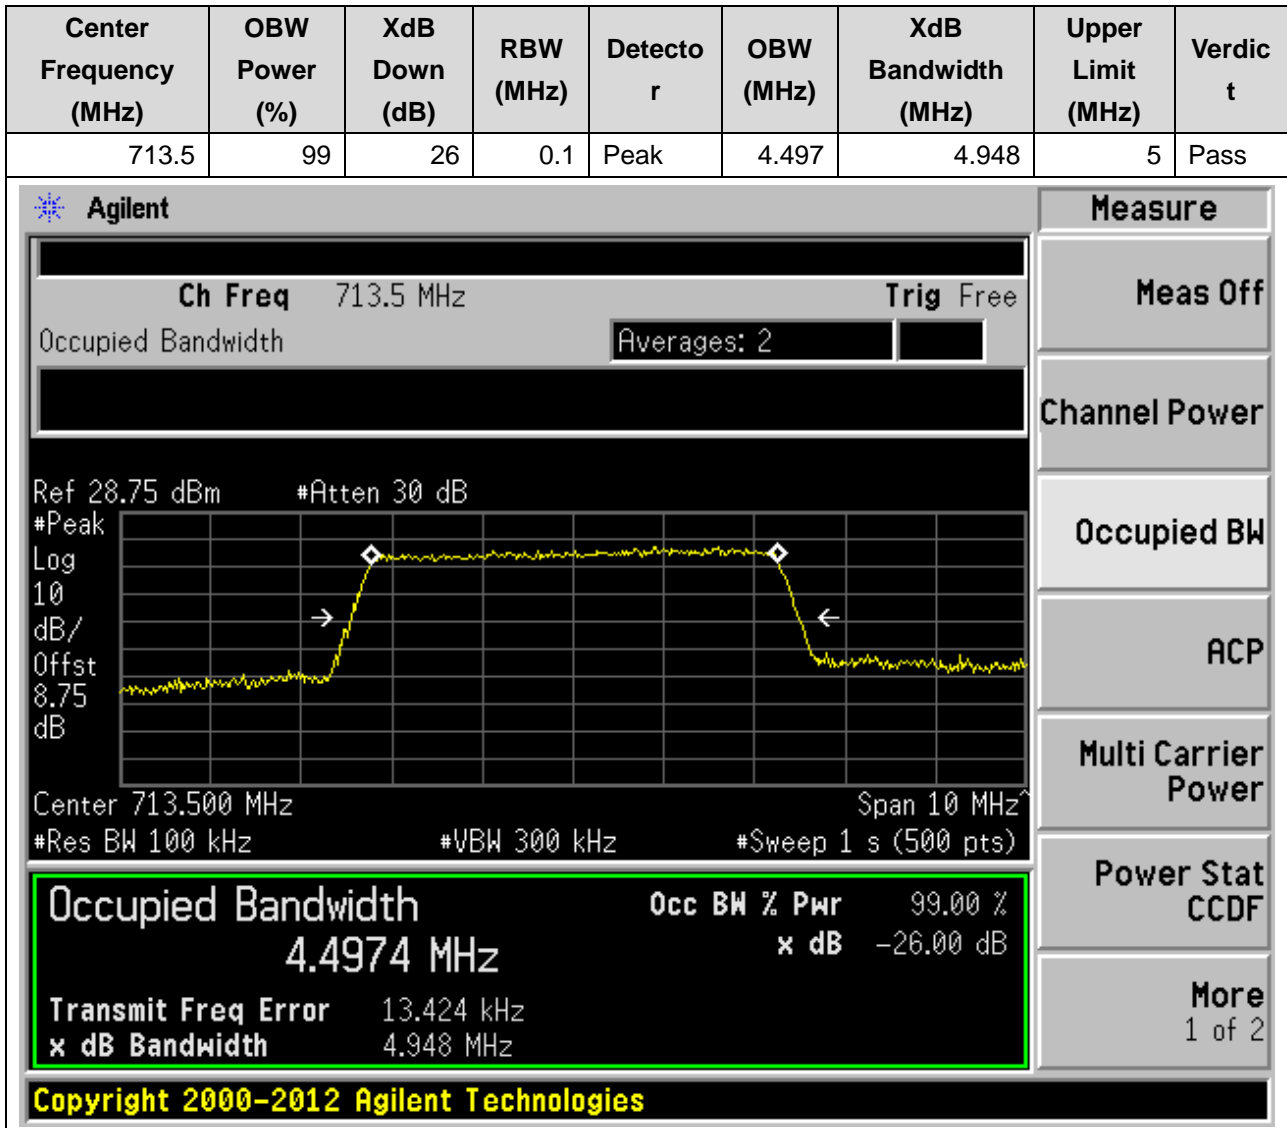 Center Frequency (MHz) OBW Power (%) XdB Down (dB) RBW (MHz) Detecto r OBW (MHz) XdB Bandwidth (MHz) Upper Limit (MHz) Verdic t
713.5 99 26 0.1 Peak 4.497 4.948 5 Pass
Agilent
Ch Freq 713.5 MHz Trig Free
Occupied Bandwidth Averages: 2
Ref 28.75 dBm #Atten 30 dB
#Peak
Log
10
dB/
Offst
8.75
dB
Center 713.500 MHz Span 10 MHz^
#Res BW 100 kHz #VBW 300 kHz #Sweep 1 s (500 pts)
Occupied Bandwidth Occ BW % Pwr 99.00 %
4.4974 MHz x dB -26.00 dB
Transmit Freq Error 13.424 kHz
x dB Bandwidth 4.948 MHz
Copyright 2000-2012 Agilent Technologies
Measure
Meas Off
Channel Power
Occupied BW
ACP
Multi Carrier
Power
Power Stat
CCDF
More
1 of 2